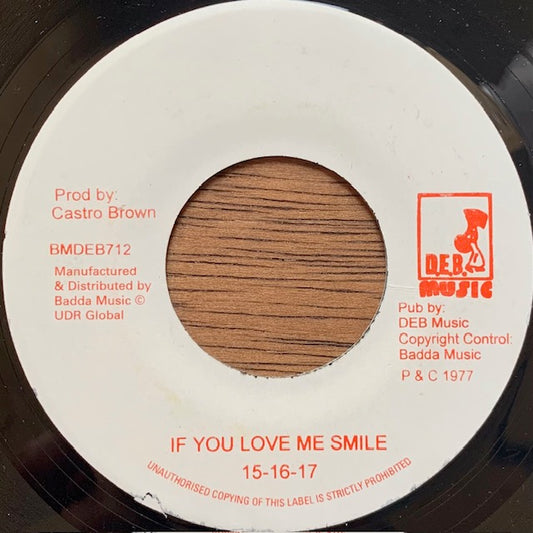 Prod by:
Castro Brown
BMDEB712
Manufactured
& Distributed by
Badda Music ©
UDR Global
D.E.B.
MUSIC
Pub by:
DEB Music
Copyright Control:
Badda Music
P & C 1977
IF YOU LOVE ME SMILE
15-16-17
UNAUTHORISED COPYING OF THIS LABEL IS STRICTLY PROHIBITED